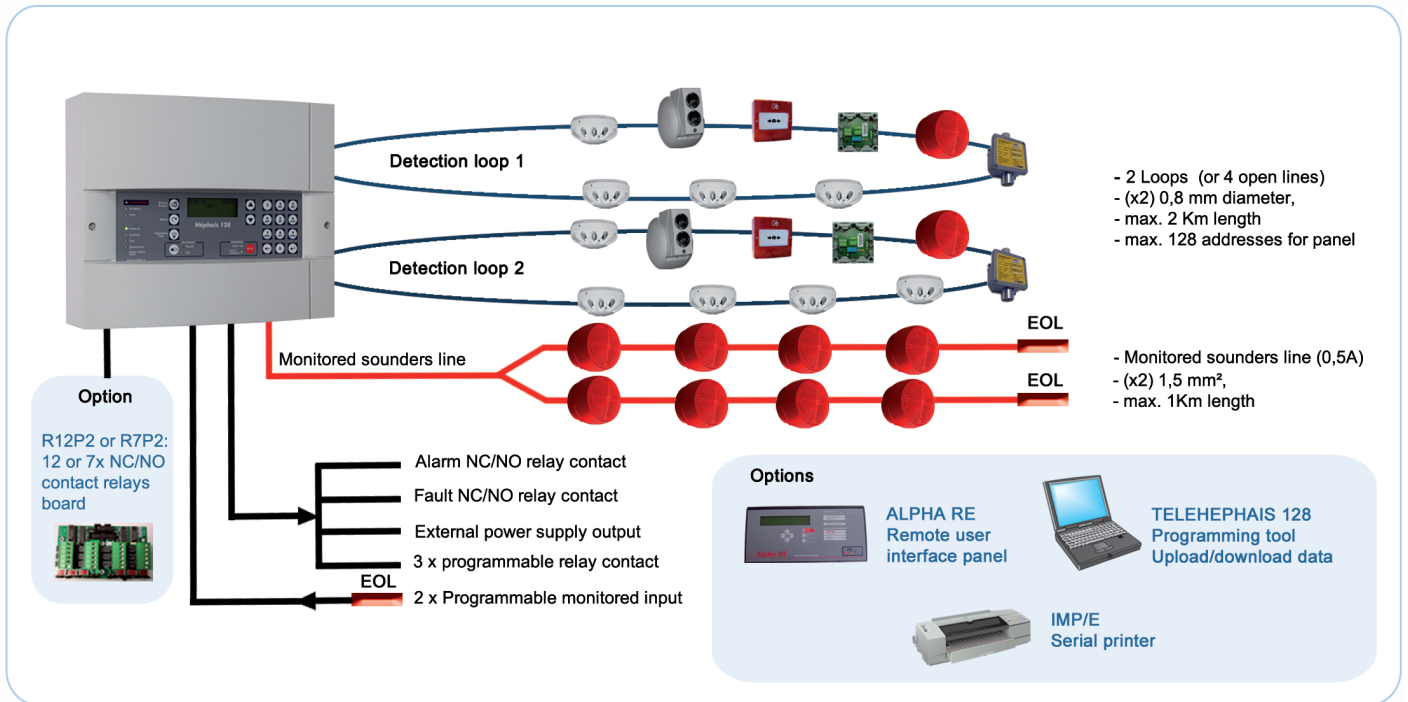 Héphaïs 128
Detection loop 1
Detection loop 2
- 2 Loops (or 4 open lines)
- (x2) 0,8 mm diameter,
- max. 2 Km length
- max. 128 addresses for panel
Monitored sounders line
EOL
EOL
- Monitored sounders line (0,5A)
- (x2) 1,5 mm²,
- max. 1Km length
Option
R12P2 or R7P2:
12 or 7x NC/NO
contact relays
board
Alarm NC/NO relay contact
Fault NC/NO relay contact
External power supply output
3 x programmable relay contact
EOL
2 x Programmable monitored input
Options
Alpha RE
ALPHA RE
Remote user
interface panel
TELEHEPHAIS 128
Programming tool
Upload/download data
IMP/E
Serial printer